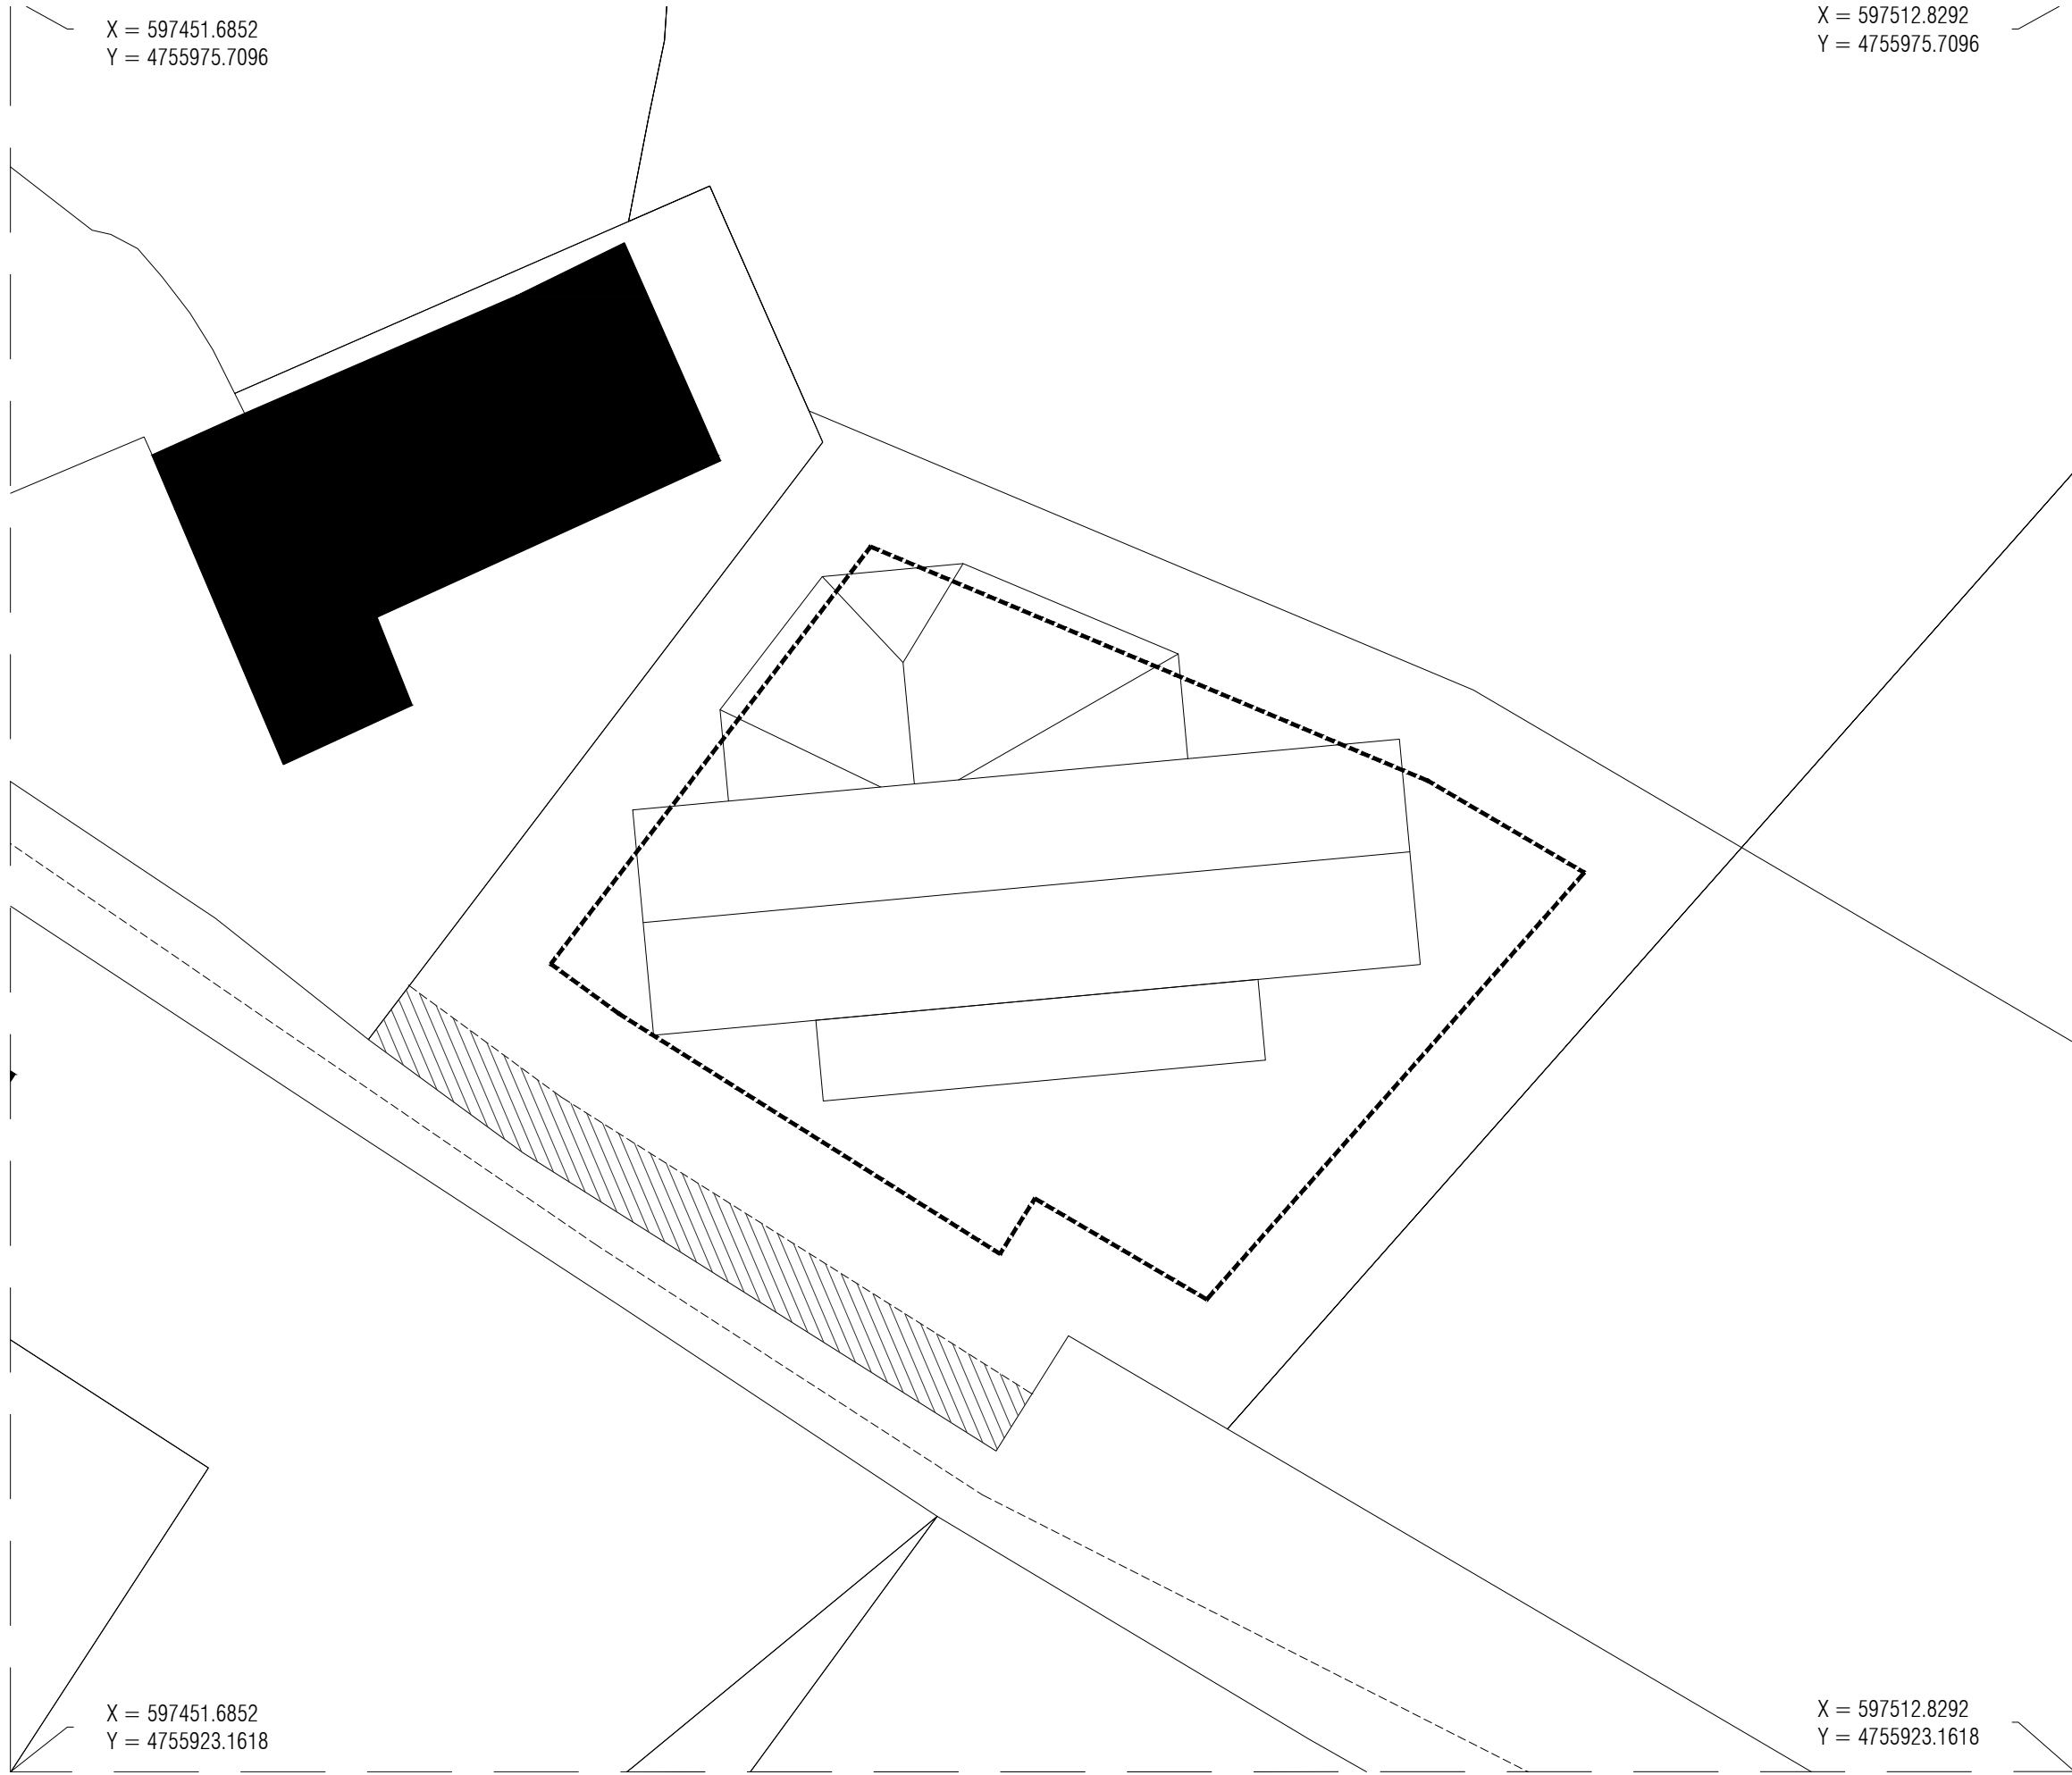 X = 597451.6852
Y = 4755975.7096
X = 597512.8292
Y = 4755975.7096
X = 597451.6852
Y = 4755923.1618
X = 597512.8292
Y = 4755923.1618